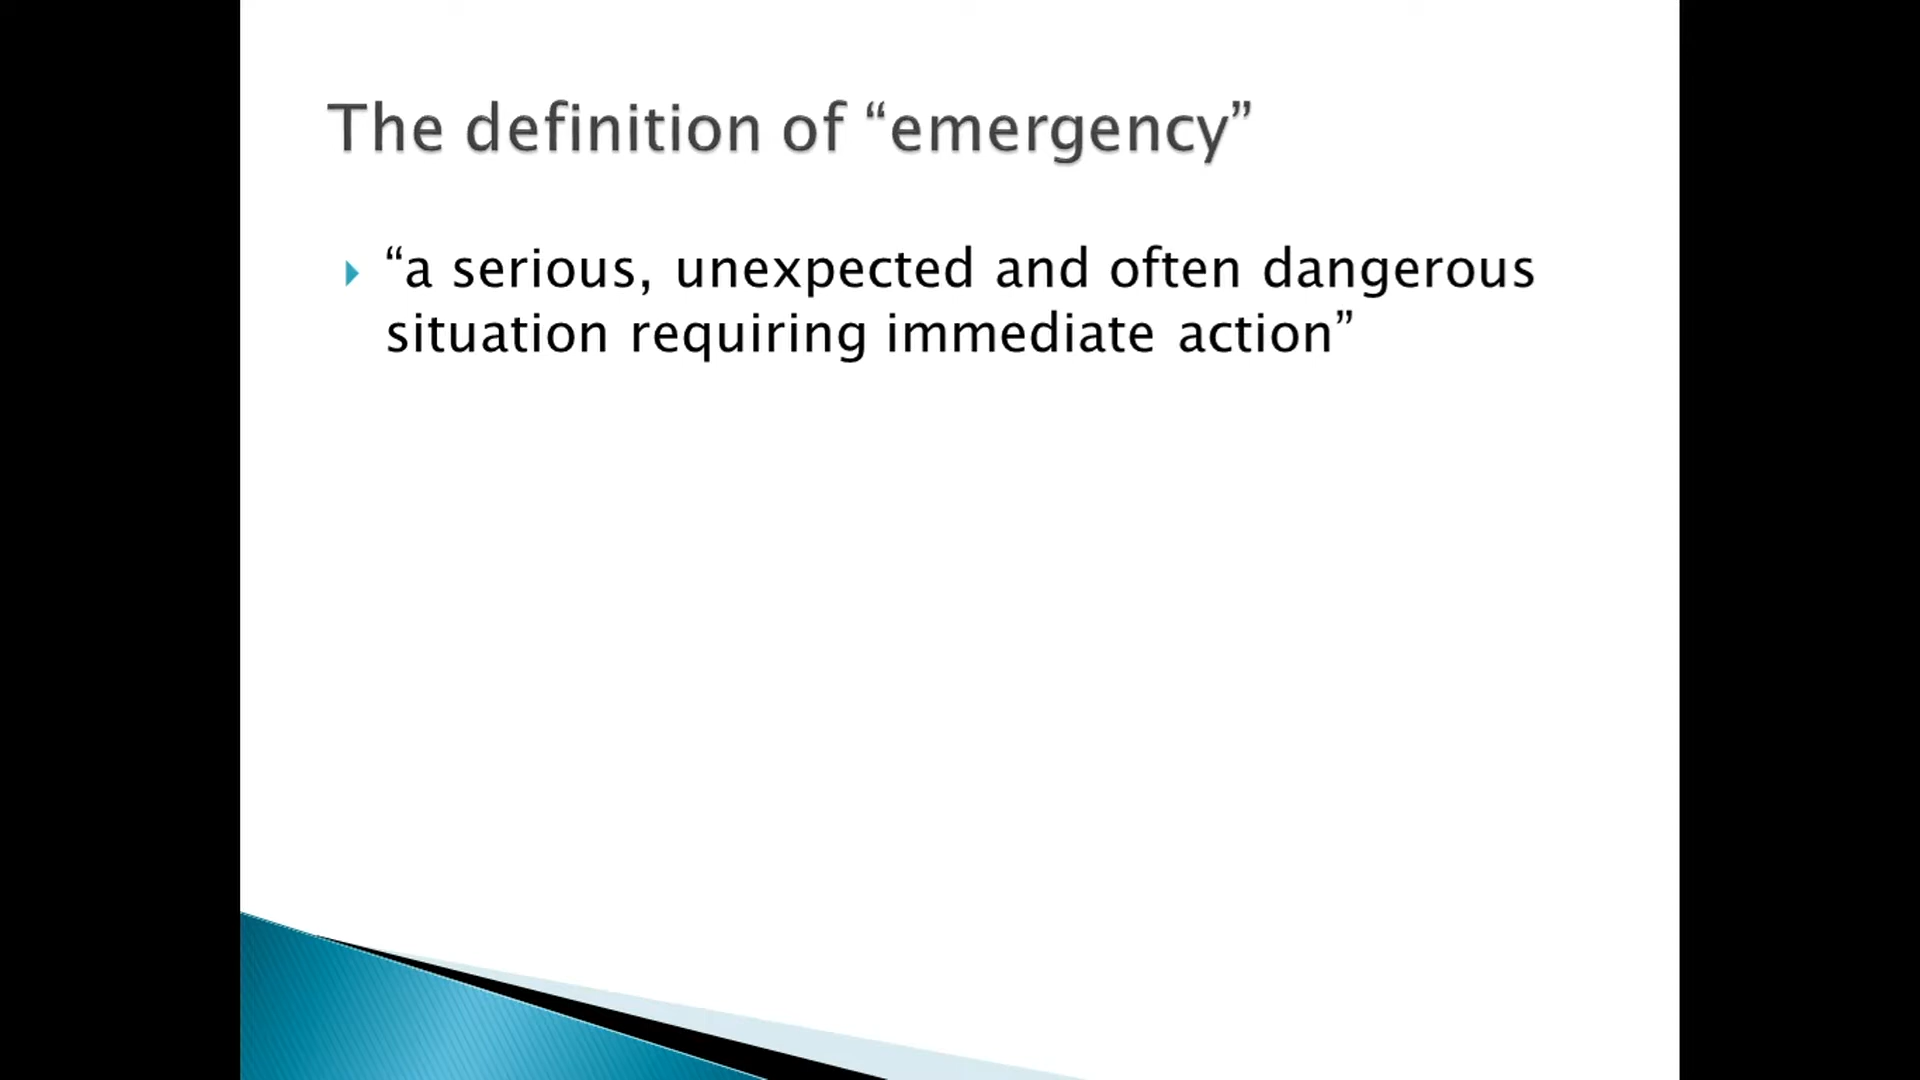 The definition of “emergency”
“a serious, unexpected and often dangerous
situation requiring immediate action”